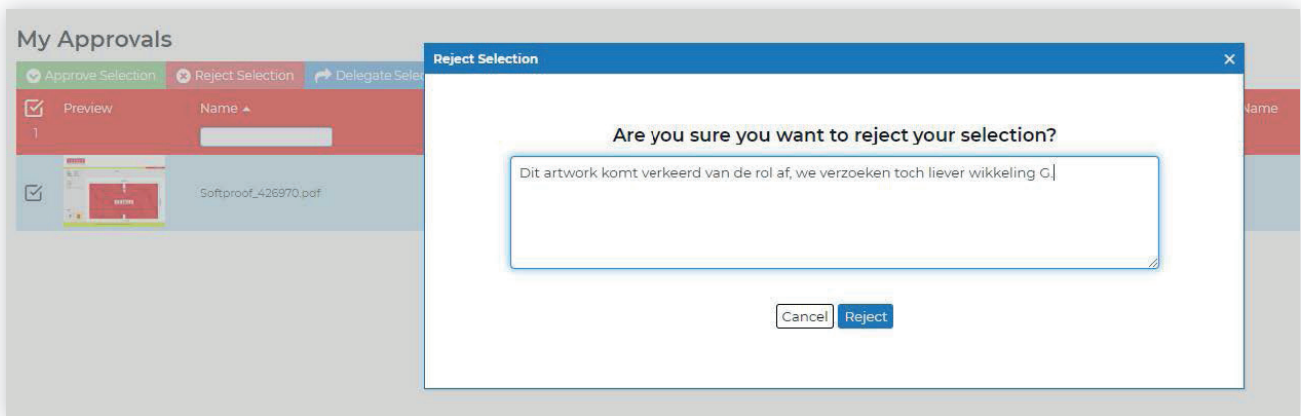 My Approvals
Approve Selection
Reject Selection
Delegate Selec
Preview
Name
1
Softproof_426970.pdf
Name
Reject Selection
Are you sure you want to reject your selection?
Dit artwork komt verkeerd van de rol af, we verzoeken toch liever wikkeling G.
Cancel
Reject